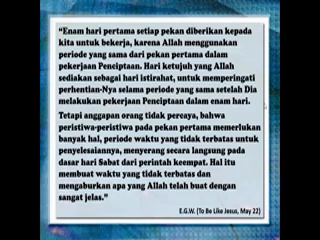 “Enam hari pertama setiap pekan diberikan kepada
kita untuk bekerja, karena Allah menggunakan
periode yang sama dari pekan pertama dalam
pekerjaan Penciptaan. Hari ketujuh yang Allah
sediakan sebagai hari istirahat, untuk memperingati
perhentian-Nya selama periode yang sama setelah Dia
melakukan pekerjaan Penciptaan dalam enam hari.
Tetapi anggapan orang tidak percaya, bahwa
peristiwa-peristiwa pada pekan pertama memerlukan
banyak hal, periode waktu yang tidak terbatas untuk
penyelesaiannya, menyerang secara langsung pada
dasar hari Sabat dari perintah keempat. Hal itu
membuat waktu yang tidak terbatas dan
mengaburkan apa yang Allah telah buat dengan
sangat jelas.”
E.G.W. (To Be Like Jesus, May 22)